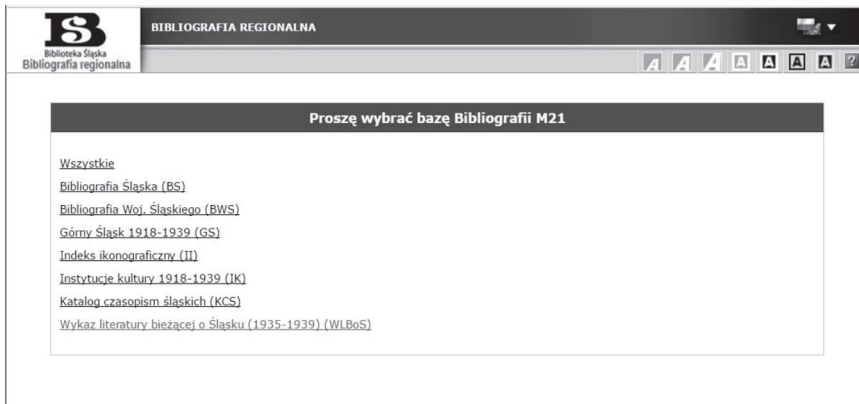 BIBLIOGRAFIA REGIONALNA
BS
Biblioteka Śląska
Bibliografia regionalna
A A A A A A A ?
Proszę wybrać bazę Bibliografii M21
Wszystkie
Bibliografia Śląska (BS)
Bibliografia Woj. Śląskiego (BWS)
Górny Śląsk 1918-1939 (GS)
Indeks ikonograficzny (II)
Instytucje kultury 1918-1939 (IK)
Katalog czasopism śląskich (KCS)
Wykaz literatury bieżącej o Śląsku (1935-1939) (WLBoS)